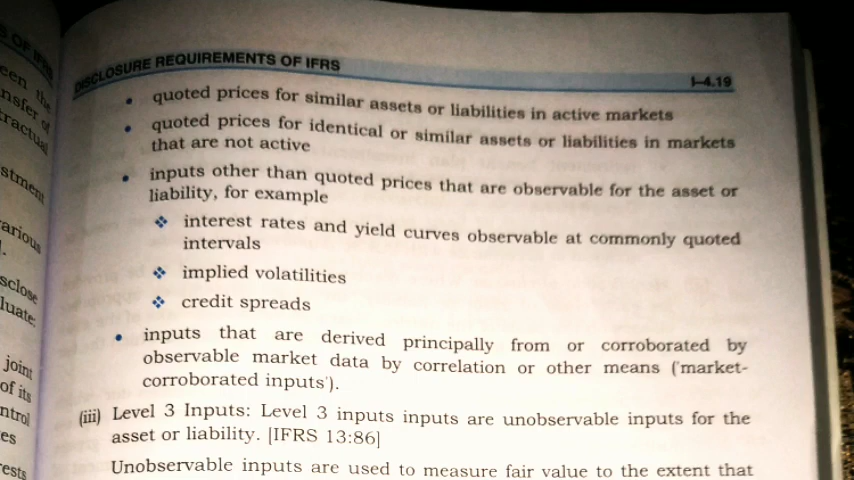 DISCLOSURE REQUIREMENTS OF IFRS
I–4.19
• quoted prices for similar assets or liabilities in active markets
• quoted prices for identical or similar assets or liabilities in markets
that are not active
• inputs other than quoted prices that are observable for the asset or
liability, for example
❖ interest rates and yield curves observable at commonly quoted
intervals
❖ implied volatilities
❖ credit spreads
• inputs that are derived principally from or corroborated by
observable market data by correlation or other means ('market-
corroborated inputs').
(iii) Level 3 Inputs: Level 3 inputs inputs are unobservable inputs for the
asset or liability. [IFRS 13:86]
Unobservable inputs are used to measure fair value to the extent that